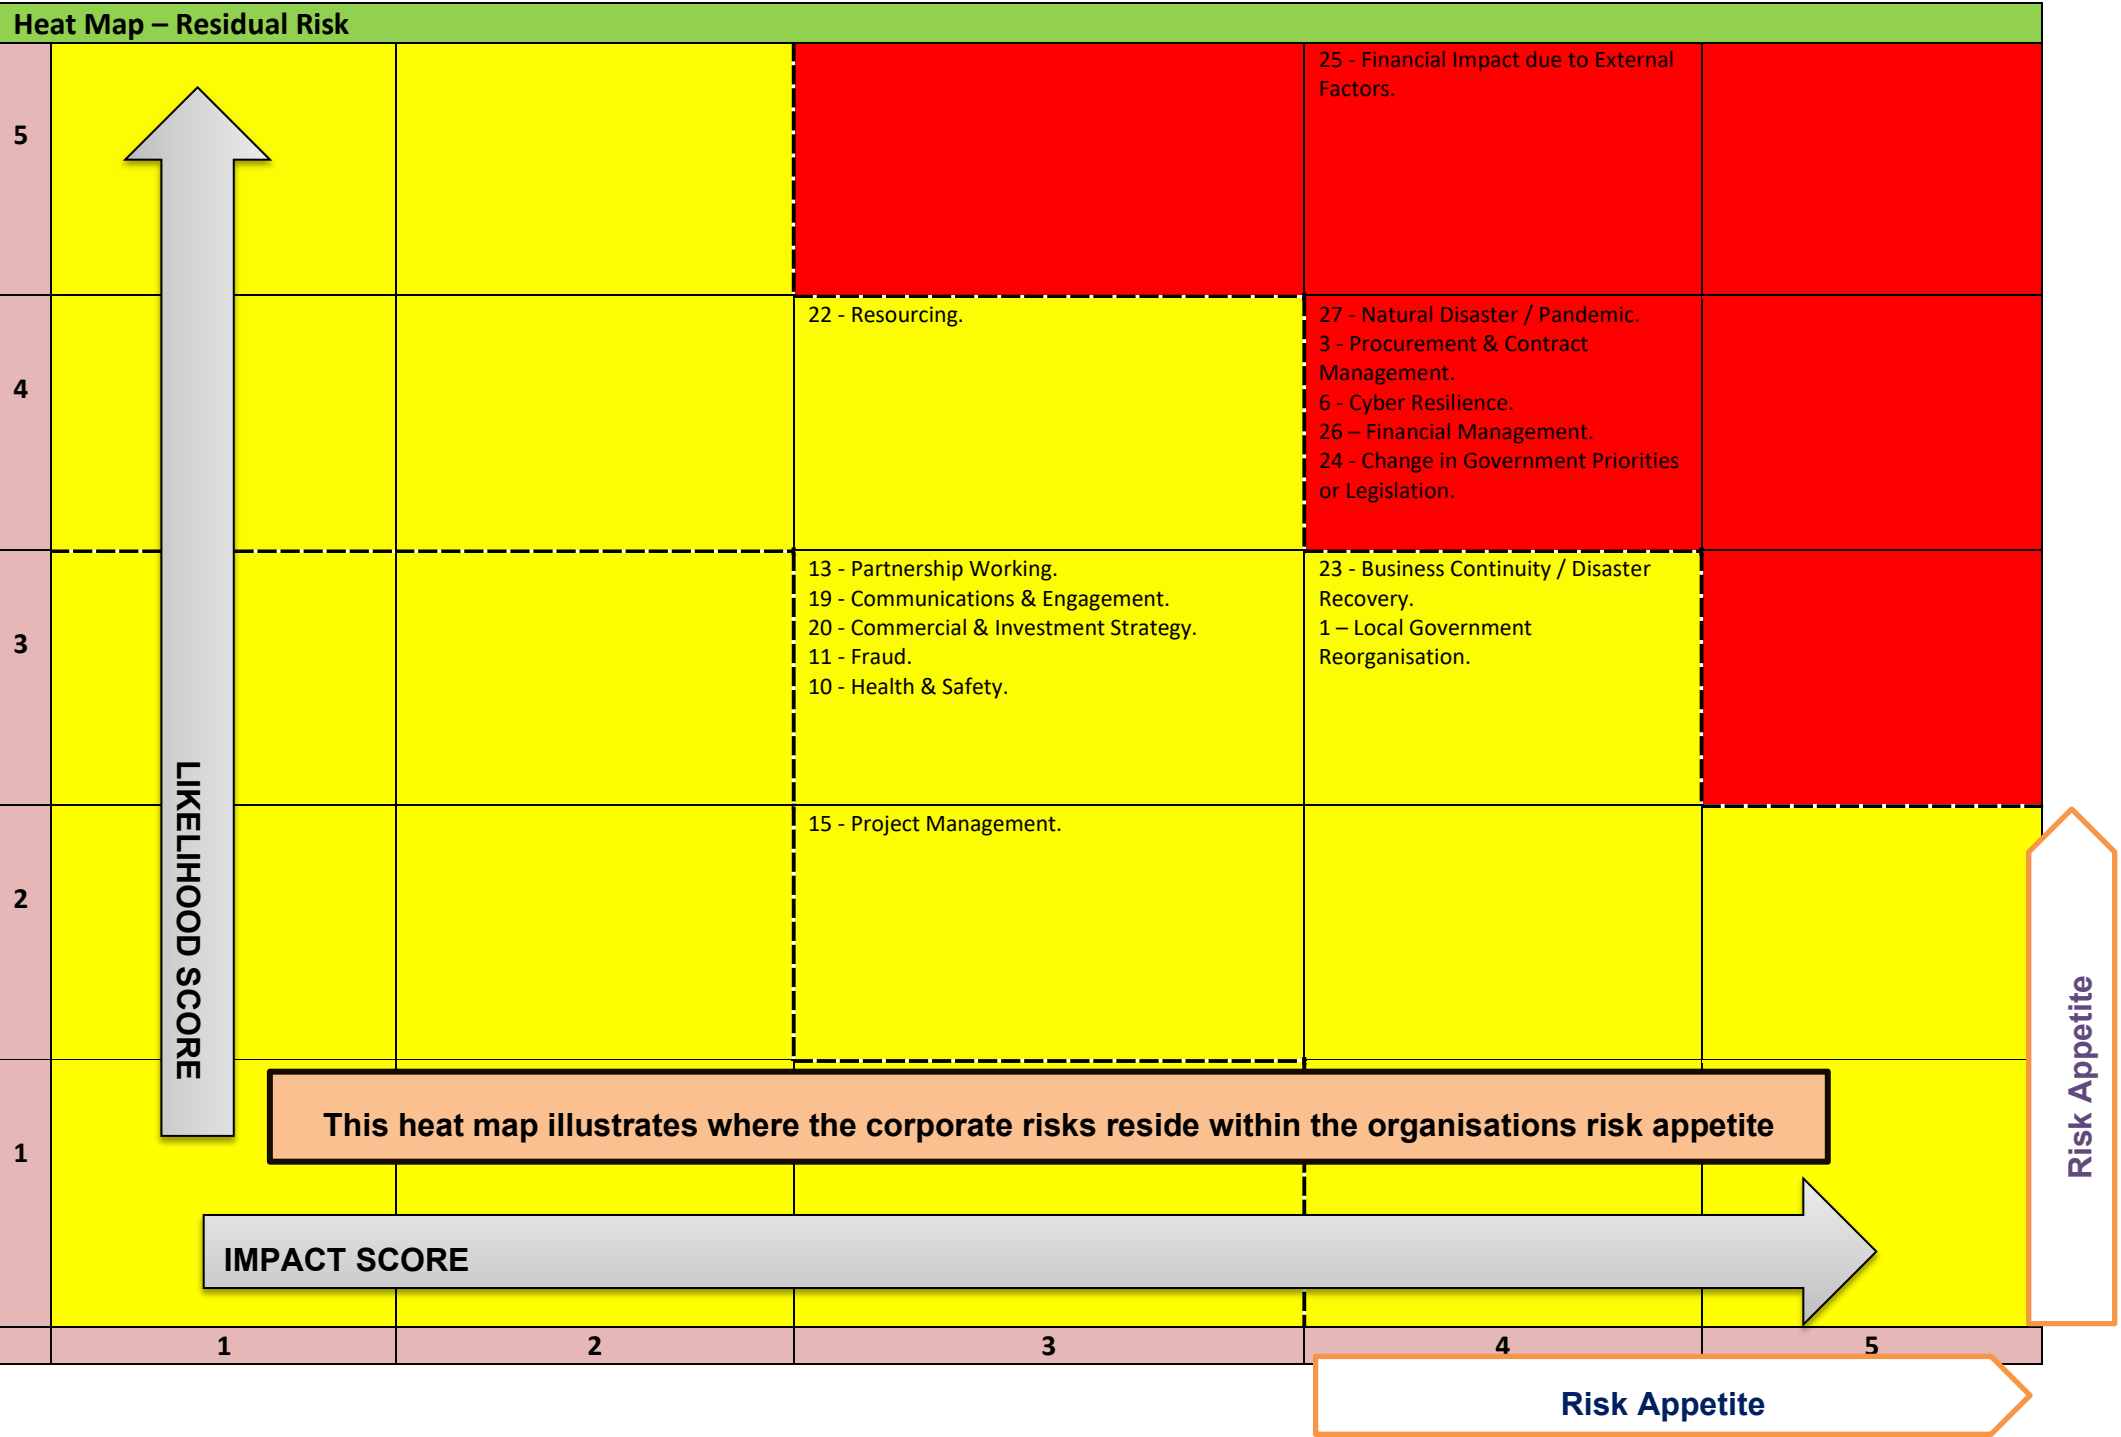 Heat Map – Residual Risk
5
25 - Financial Impact due to External
Factors.
4
22 - Resourcing.
27 - Natural Disaster / Pandemic.
3 - Procurement & Contract
Management.
6 - Cyber Resilience.
26 – Financial Management.
24 - Change in Government Priorities
or Legislation.
3
13 - Partnership Working.
19 - Communications & Engagement.
20 - Commercial & Investment Strategy.
11 - Fraud.
10 - Health & Safety.
23 - Business Continuity / Disaster
Recovery.
1 – Local Government
Reorganisation.
LIKELIHOOD SCORE
2
15 - Project Management.
Risk Appetite
1
This heat map illustrates where the corporate risks reside within the organisations risk appetite
IMPACT SCORE
1
2
3
4
5
Risk Appetite